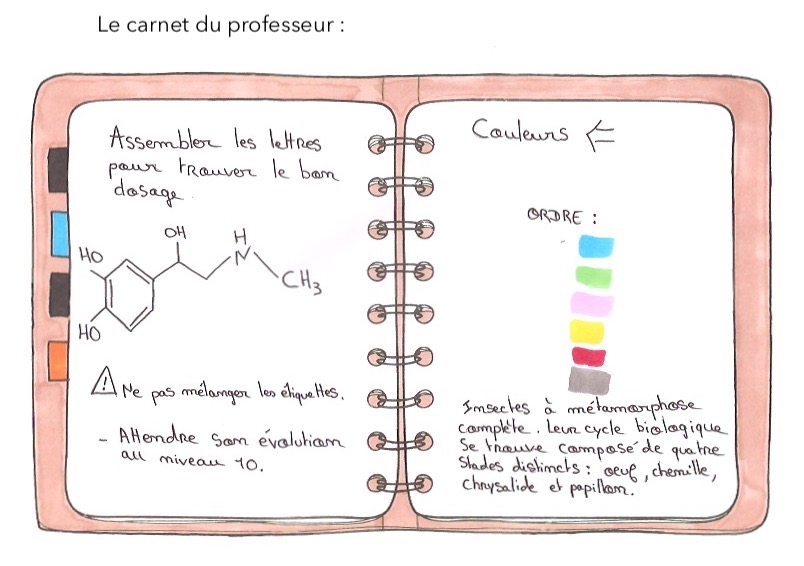 Le carnet du professeur :
Assembler les lettres
pour trouver le bon
dosage.
OH
H
N
HO
CH3
HO
Ne pas mélanger les étiquettes.
- Attendre son évolution
au niveau 10.
Couleurs
ORDRE :
Insectes à métamorphose
complète. Leur cycle biologique
se trouve composé de quatre
stades distincts : oeuf, chenille,
chrysalide et papillon.